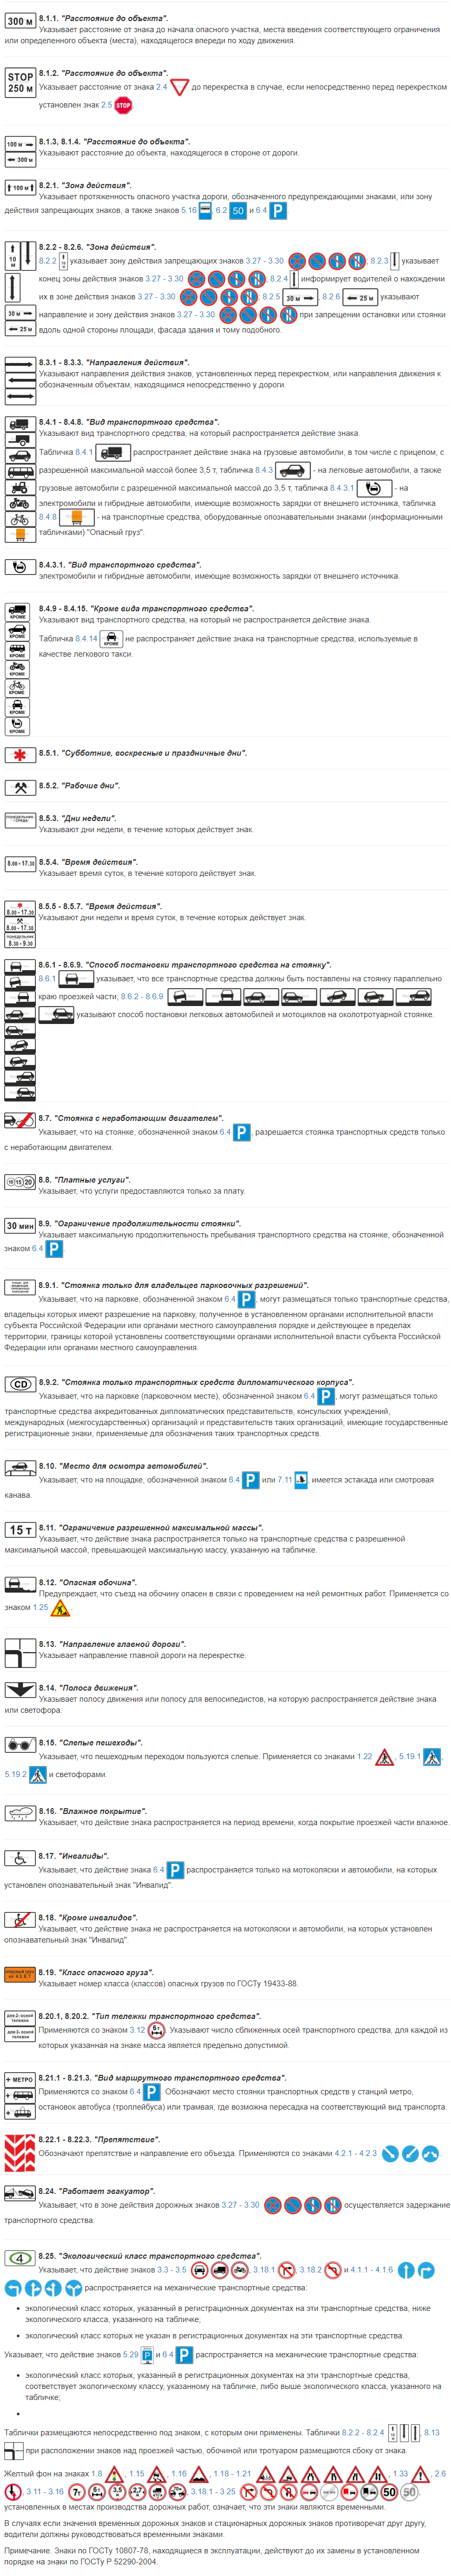 300 м
8.1.1. "Расстояние до объекта".
Указывает расстояние от знака до начала опасного участка, места введения соответствующего ограничения
или определенного объекта (места), находящегося впереди по ходу движения.
STOP
250 м
8.1.2. "Расстояние до объекта".
Указывает расстояние от знака 2.4 до перекрестка в случае, если непосредственно перед перекрестком
установлен знак 2.5 STOP
100 м
300 м
8.1.3, 8.1.4. "Расстояние до объекта".
Указывают расстояние до объекта, находящегося в стороне от дороги.
100 м
8.2.1. "Зона действия".
Указывает протяженность опасного участка дороги, обозначенного предупреждающими знаками, или зону
действия запрещающих знаков, а также знаков 5.16 , 6.2 50 и 6.4 P.
10 м
30 м
25 м
8.2.2 - 8.2.6. "Зона действия".
8.2.2 указывает зону действия запрещающих знаков 3.27 - 3.30 ; 8.2.3 указывает
конец зоны действия знаков 3.27 - 3.30 ; 8.2.4 информирует водителей о нахождении
их в зоне действия знаков 3.27 - 3.30 ; 8.2.5 30 м , 8.2.6 25 м указывают
направление и зону действия знаков 3.27 - 3.30 при запрещении остановки или стоянки
вдоль одной стороны площади, фасада здания и тому подобного.
8.3.1 - 8.3.3. "Направления действия".
Указывают направления действия знаков, установленных перед перекрестком, или направления движения к
обозначенным объектам, находящимся непосредственно у дороги.
8.4.1 - 8.4.8. "Вид транспортного средства".
Указывают вид транспортного средства, на который распространяется действие знака.
Табличка 8.4.1 распространяет действие знака на грузовые автомобили, в том числе с прицепом, с
разрешенной максимальной массой более 3,5 т, табличка 8.4.3 - на легковые автомобили, а также
грузовые автомобили с разрешенной максимальной массой до 3,5 т, табличка 8.4.3.1 - на
электромобили и гибридные автомобили, имеющие возможность зарядки от внешнего источника, табличка
8.4.8 - на транспортные средства, оборудованные опознавательными знаками (информационными
табличками) "Опасный груз".
8.4.3.1. "Вид транспортного средства".
электромобили и гибридные автомобили, имеющие возможность зарядки от внешнего источника.
КРОМЕ
КРОМЕ
КРОМЕ
КРОМЕ
КРОМЕ
КРОМЕ
КРОМЕ
8.4.9 - 8.4.15. "Кроме вида транспортного средства".
Указывают вид транспортного средства, на который не распространяется действие знака.
Табличка 8.4.14 КРОМЕ не распространяет действие знака на транспортные средства, используемые в
качестве легкового такси.
8.5.1. "Субботние, воскресные и праздничные дни".
8.5.2. "Рабочие дни".
ПОНЕДЕЛЬНИК - СРЕДА
8.5.3. "Дни недели".
Указывают дни недели, в течение которых действует знак.
8.00 - 17.30
8.5.4. "Время действия".
Указывает время суток, в течение которого действует знак.
8.00 - 17.30
8.00 - 17.30
ПОНЕДЕЛЬНИК
8.30 - 9.30
8.5.5 - 8.5.7. "Время действия".
Указывают дни недели и время суток, в течение которых действует знак.
8.6.1 - 8.6.9. "Способ постановки транспортного средства на стоянку".
8.6.1 указывает, что все транспортные средства должны быть поставлены на стоянку параллельно
краю проезжей части; 8.6.2 - 8.6.9
указывают способ постановки легковых автомобилей и мотоциклов на околотротуарной стоянке.
8.7. "Стоянка с неработающим двигателем".
Указывает, что на стоянке, обозначенной знаком 6.4 P, разрешается стоянка транспортных средств только
с неработающим двигателем.
10 15 20
8.8. "Платные услуги".
Указывает, что услуги предоставляются только за плату.
30 мин
8.9. "Ограничение продолжительности стоянки".
Указывает максимальную продолжительность пребывания транспортного средства на стоянке, обозначенной
знаком 6.4 P.
8.9.1. "Стоянка только для владельцев парковочных разрешений".
Указывает, что на парковке, обозначенной знаком 6.4 P, могут размещаться только транспортные средства,
владельцы которых имеют разрешение на парковку, полученное в установленном органами исполнительной власти
субъекта Российской Федерации или органами местного самоуправления порядке и действующее в пределах
территории, границы которой установлены соответствующими органами исполнительной власти субъекта Российской
Федерации или органами местного самоуправления.
CD
8.9.2. "Стоянка только транспортных средств дипломатического корпуса".
Указывает, что на парковке (парковочном месте), обозначенной знаком 6.4 P, могут размещаться только
транспортные средства аккредитованных дипломатических представительств, консульских учреждений,
международных (межгосударственных) организаций и представительств таких организаций, имеющие государственные
регистрационные знаки, применяемые для обозначения таких транспортных средств.
8.10. "Место для осмотра автомобилей".
Указывает, что на площадке, обозначенной знаком 6.4 P или 7.11 , имеется эстакада или смотровая
канава.
15 т
8.11. "Ограничение разрешенной максимальной массы".
Указывает, что действие знака распространяется только на транспортные средства с разрешенной
максимальной массой, превышающей максимальную массу, указанную на табличке.
8.12. "Опасная обочина".
Предупреждает, что съезд на обочину опасен в связи с проведением на ней ремонтных работ. Применяется со
знаком 1.25
8.13. "Направление главной дороги".
Указывает направление главной дороги на перекрестке.
8.14. "Полоса движения".
Указывает полосу движения или полосу для велосипедистов, на которую распространяется действие знака
или светофора.
8.15. "Слепые пешеходы".
Указывает, что пешеходным переходом пользуются слепые. Применяется со знаками 1.22 , 5.19.1 ,
5.19.2 и светофорами.
8.16. "Влажное покрытие".
Указывает, что действие знака распространяется на период времени, когда покрытие проезжей части влажное.
8.17. "Инвалиды".
Указывает, что действие знака 6.4 P распространяется только на мотоколяски и автомобили, на которых
установлен опознавательный знак "Инвалид".
8.18. "Кроме инвалидов".
Указывает, что действие знака не распространяется на мотоколяски и автомобили, на которых установлен
опознавательный знак "Инвалид".
8.19. "Класс опасного груза".
Указывает номер класса (классов) опасных грузов по ГОСТу 19433-88.
для 2- осной тележки
для 3- осной тележки
8.20.1, 8.20.2. "Тип тележки транспортного средства".
Применяются со знаком 3.12 6т. Указывают число сближенных осей транспортного средства, для каждой из
которых указанная на знаке масса является предельно допустимой.
+ МЕТРО
+
+
8.21.1 - 8.21.3. "Вид маршрутного транспортного средства".
Применяются со знаком 6.4 P. Обозначают место стоянки транспортных средств у станций метро,
остановок автобуса (троллейбуса) или трамвая, где возможна пересадка на соответствующий вид транспорта.
8.22.1 - 8.22.3. "Препятствие".
Обозначают препятствие и направление его объезда. Применяются со знаками 4.2.1 - 4.2.3 .
8.24. "Работает эвакуатор".
Указывает, что в зоне действия дорожных знаков 3.27 - 3.30 осуществляется задержание
транспортного средства.
4
8.25. "Экологический класс транспортного средства".
Указывает, что действие знаков 3.3 - 3.5 , 3.18.1 , 3.18.2 и 4.1.1 - 4.1.6
распространяется на механические транспортные средства:
• экологический класс которых, указанный в регистрационных документах на эти транспортные средства, ниже
экологического класса, указанного на табличке;
• экологический класс которых не указан в регистрационных документах на эти транспортные средства.
Указывает, что действие знаков 5.29 P и 6.4 P распространяется на механические транспортные средства:
• экологический класс которых, указанный в регистрационных документах на эти транспортные средства,
соответствует экологическому классу, указанному на табличке, либо выше экологического класса, указанного на
табличке;
•
Таблички размещаются непосредственно под знаком, с которым они применены. Таблички 8.2.2 - 8.2.4 , 8.13
при расположении знаков над проезжей частью, обочиной или тротуаром размещаются сбоку от знака.
Желтый фон на знаках 1.8 , 1.15 , 1.16 , 1.18 - 1.21 , 1.33 , 2.6
, 3.11 - 3.16 , 3.18.1 - 3.25 50 50,
установленных в местах производства дорожных работ, означает, что эти знаки являются временными.
В случаях если значения временных дорожных знаков и стационарных дорожных знаков противоречат друг другу,
водители должны руководствоваться временными знаками.
Примечание. Знаки по ГОСТу 10807-78, находящиеся в эксплуатации, действуют до их замены в установленном
порядке на знаки по ГОСТу Р 52290-2004.